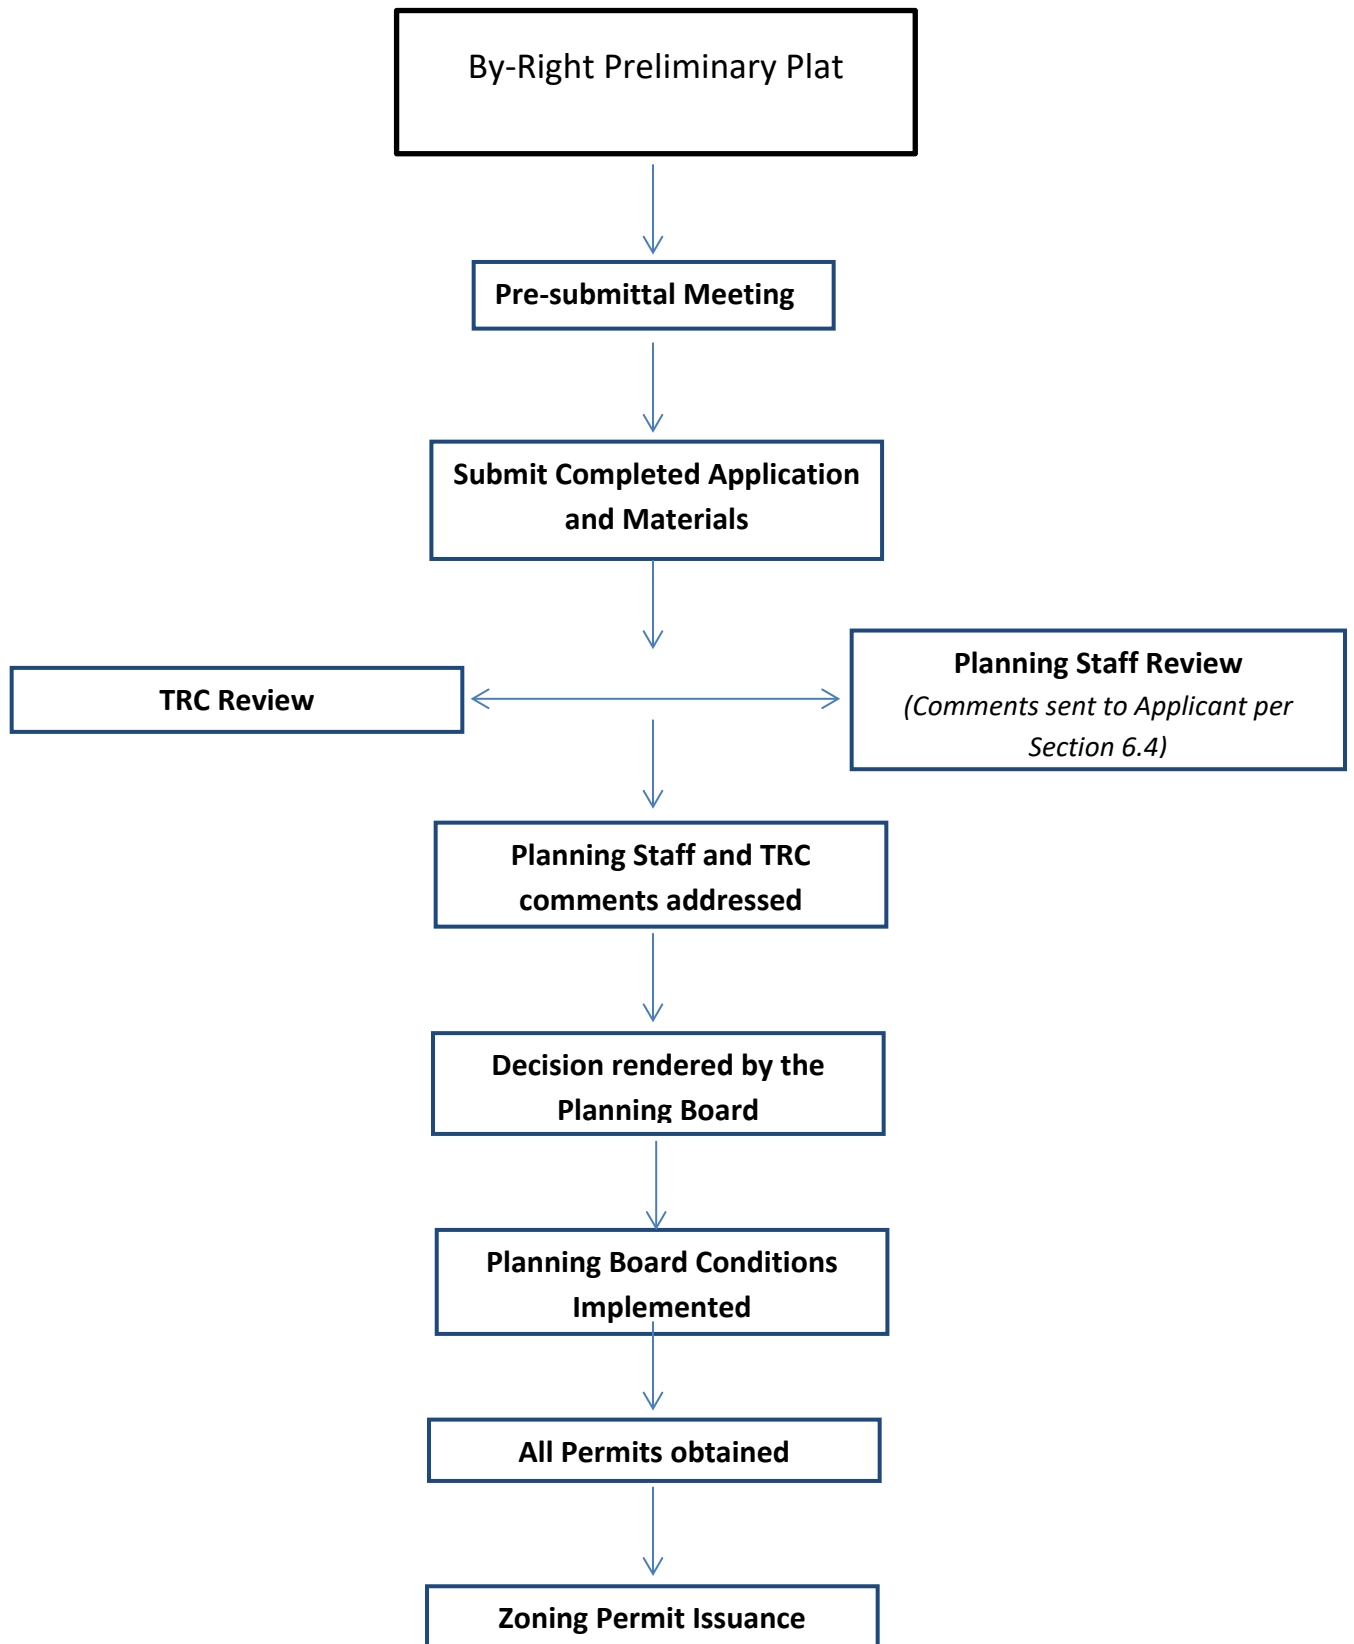 By-Right Preliminary Plat
Pre-submittal Meeting
Submit Completed Application
and Materials
TRC Review
Planning Staff Review
(Comments sent to Applicant per
Section 6.4)
Planning Staff and TRC
comments addressed
Decision rendered by the
Planning Board
Planning Board Conditions
Implemented
All Permits obtained
Zoning Permit Issuance